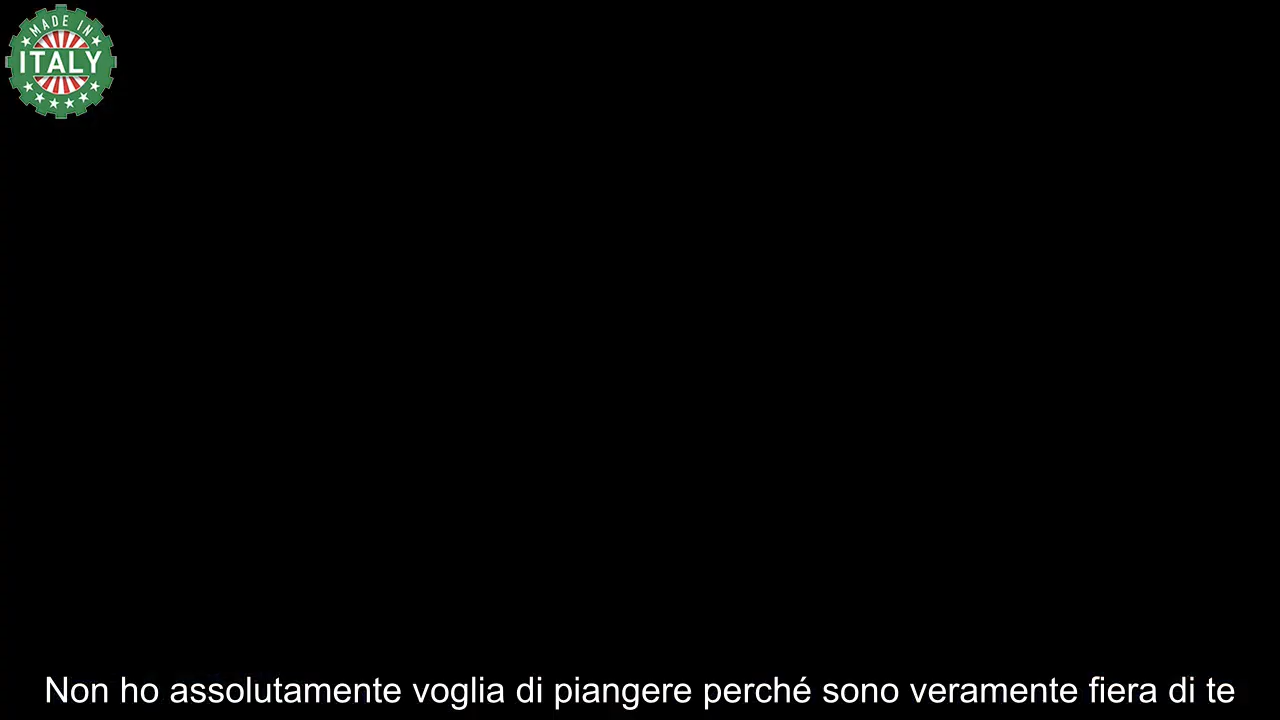 MADE IN
ITALY
Non ho assolutamente voglia di piangere perché sono veramente fiera di te